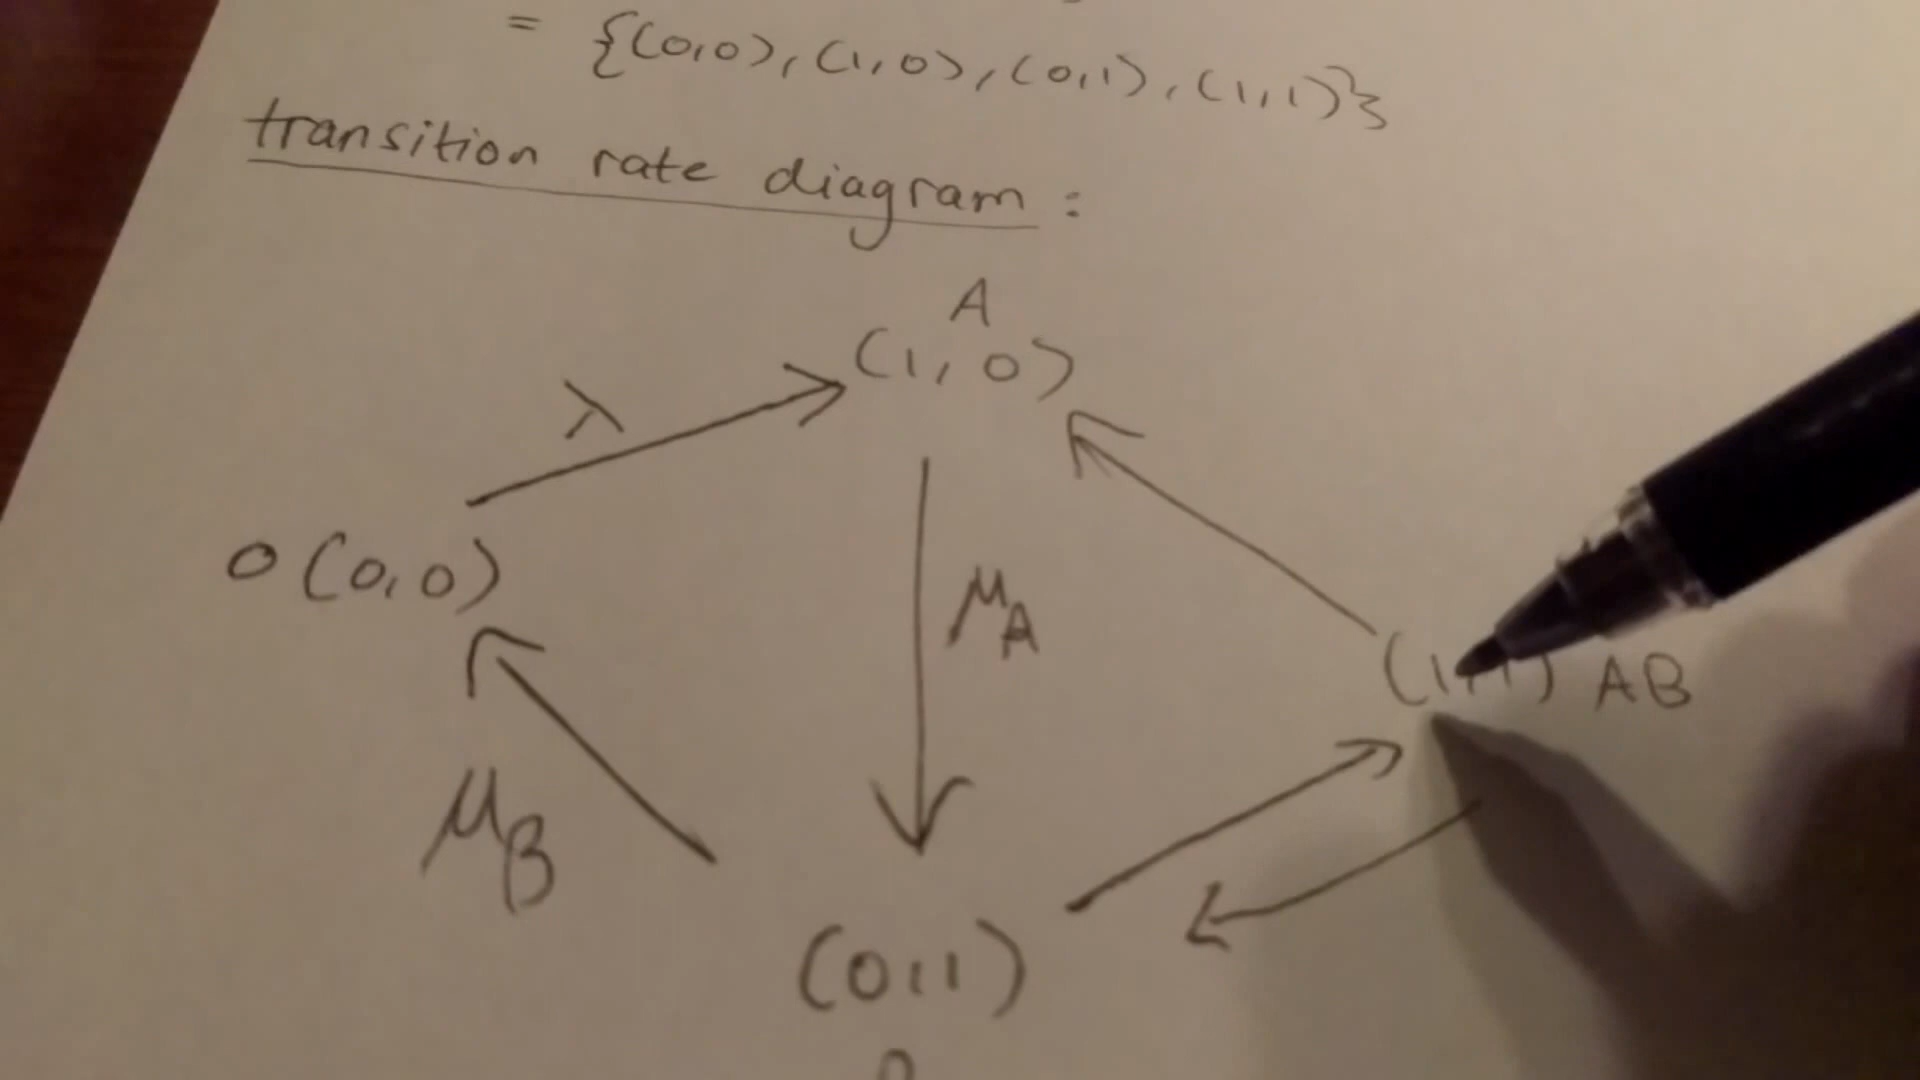 = {(0,0), (1,0), (0,1), (1,1)}
transition rate diagram:
A
(1,0)
λ
0 (0,0)
μA
(1,1) AB
μB
(0,1)